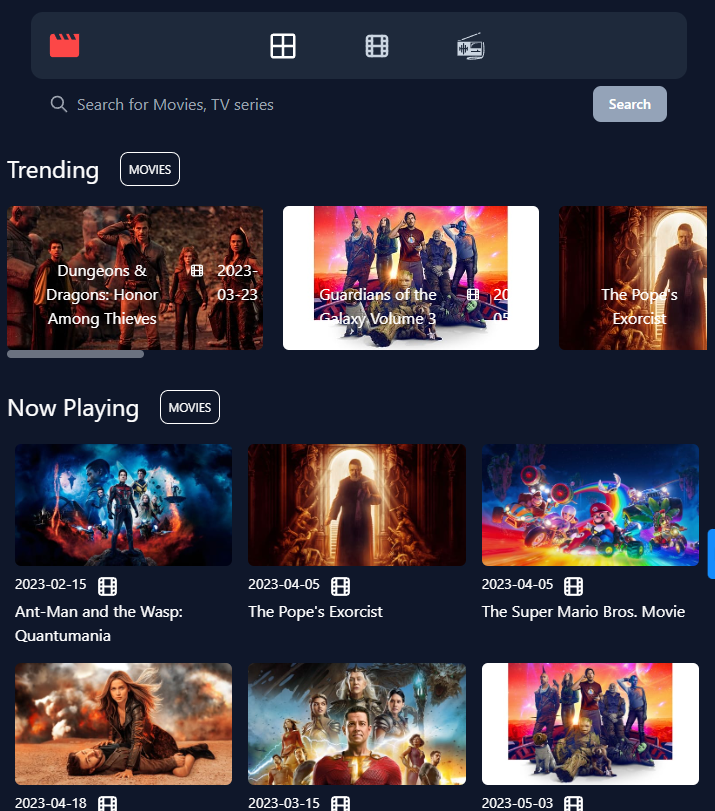 Search for Movies, TV series
Search
Trending
MOVIES
Dungeons &
Dragons: Honor
Among Thieves
2023-
03-23
Guardians of the
Galaxy Volume 3
20
05
The Pope's
Exorcist
Now Playing
MOVIES
2023-02-15
Ant-Man and the Wasp:
Quantumania
2023-04-05
The Pope's Exorcist
2023-04-05
The Super Mario Bros. Movie
2023-04-18
2023-03-15
2023-05-03